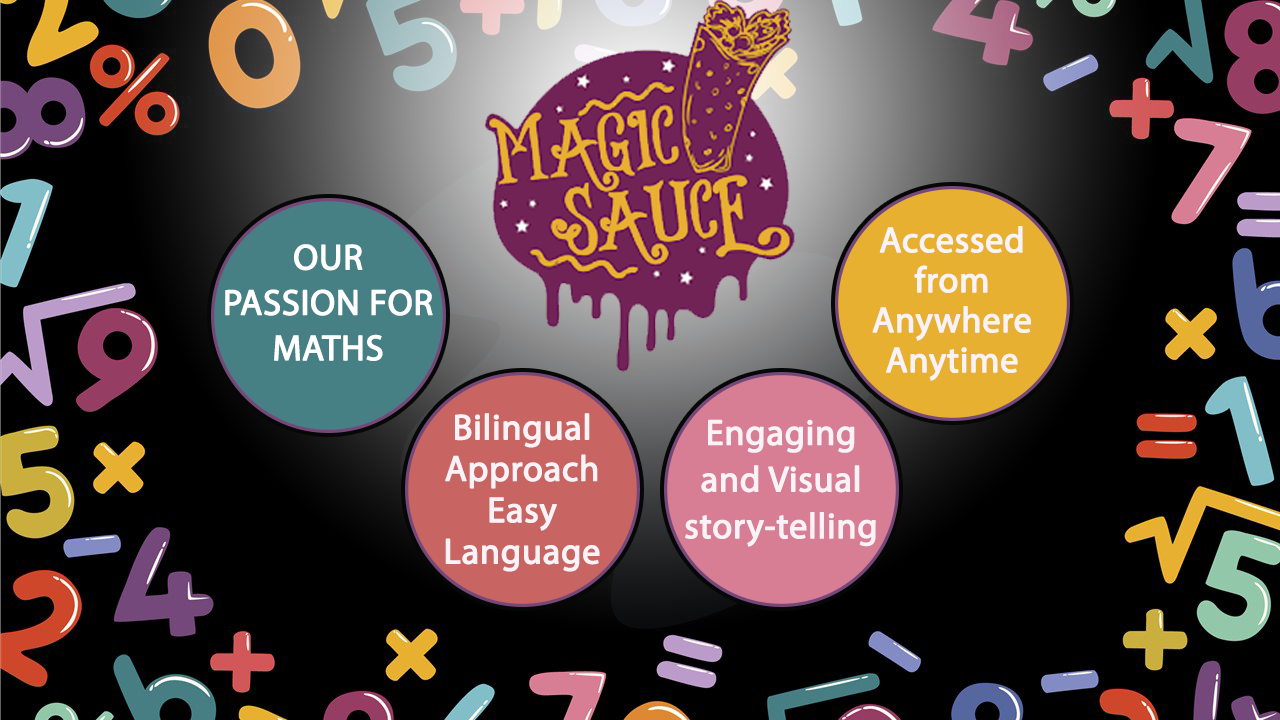 MAGIC
SAUCE
OUR
PASSION FOR
MATHS
Bilingual
Approach
Easy
Language
Engaging
and Visual
story-telling
Accessed
from
Anywhere
Anytime